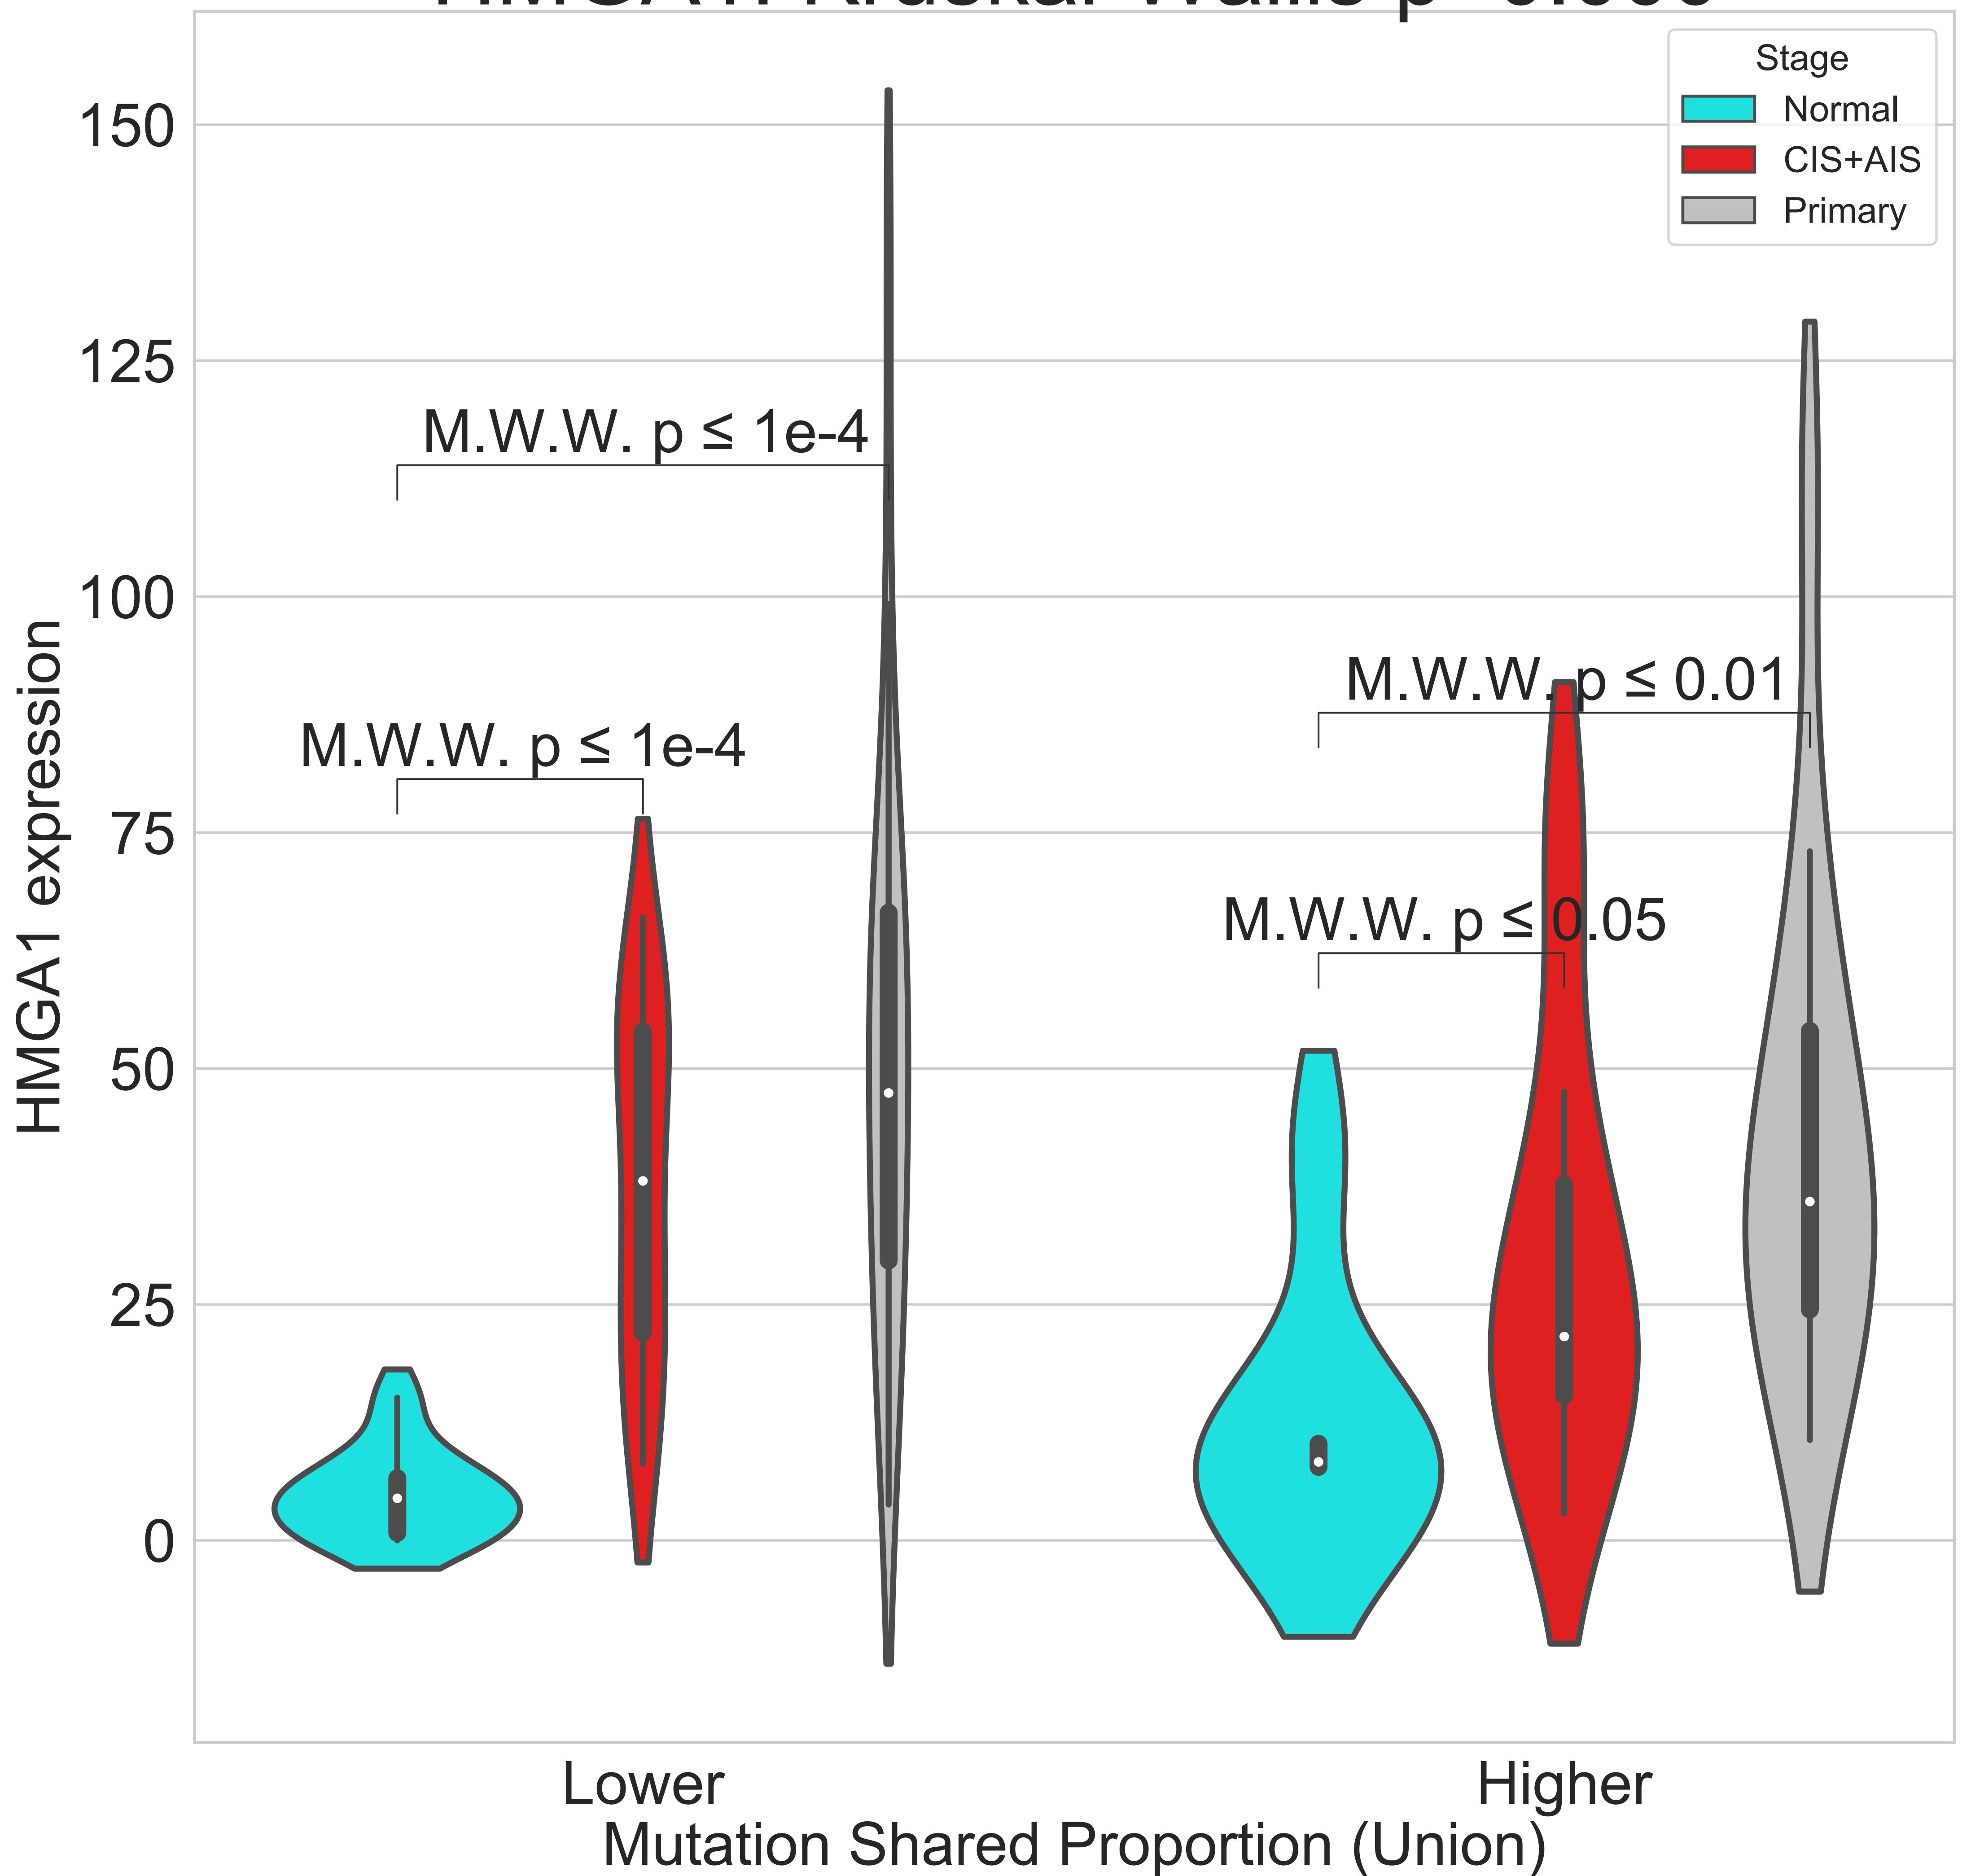 Stage
Normal
CIS+AIS
Primary
150
125
100
75
50
25
0
HMGA1 expression
M.W.W. p ≤ 1e-4
M.W.W. p ≤ 1e-4
M.W.W. p ≤ 0.01
M.W.W. p ≤ 0.05
Lower
Higher
Mutation Shared Proportion (Union)